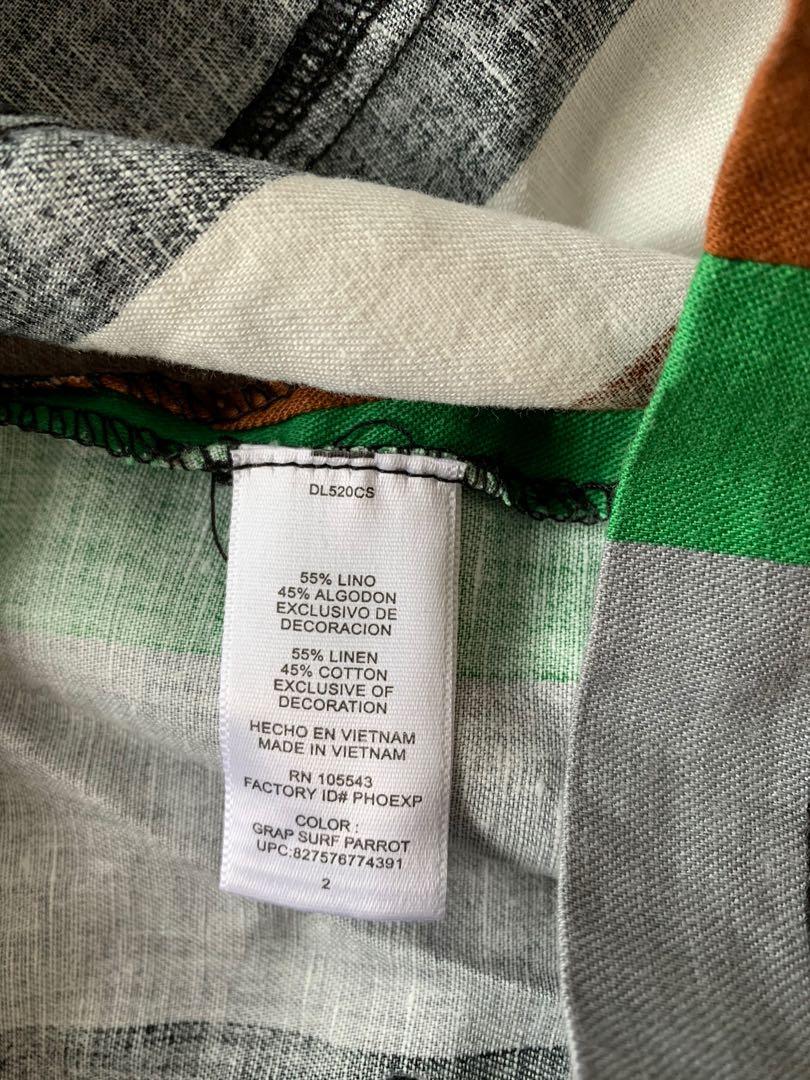 DL520CS
55% LINO
45% ALGODON
EXCLUSIVO DE
DECORACION
55% LINEN
45% COTTON
EXCLUSIVE OF
DECORATION
HECHO EN VIETNAM
MADE IN VIETNAM
RN 105543
FACTORY ID# PHOEXP
COLOR :
GRAP SURF PARROT
UPC:827576774391
2